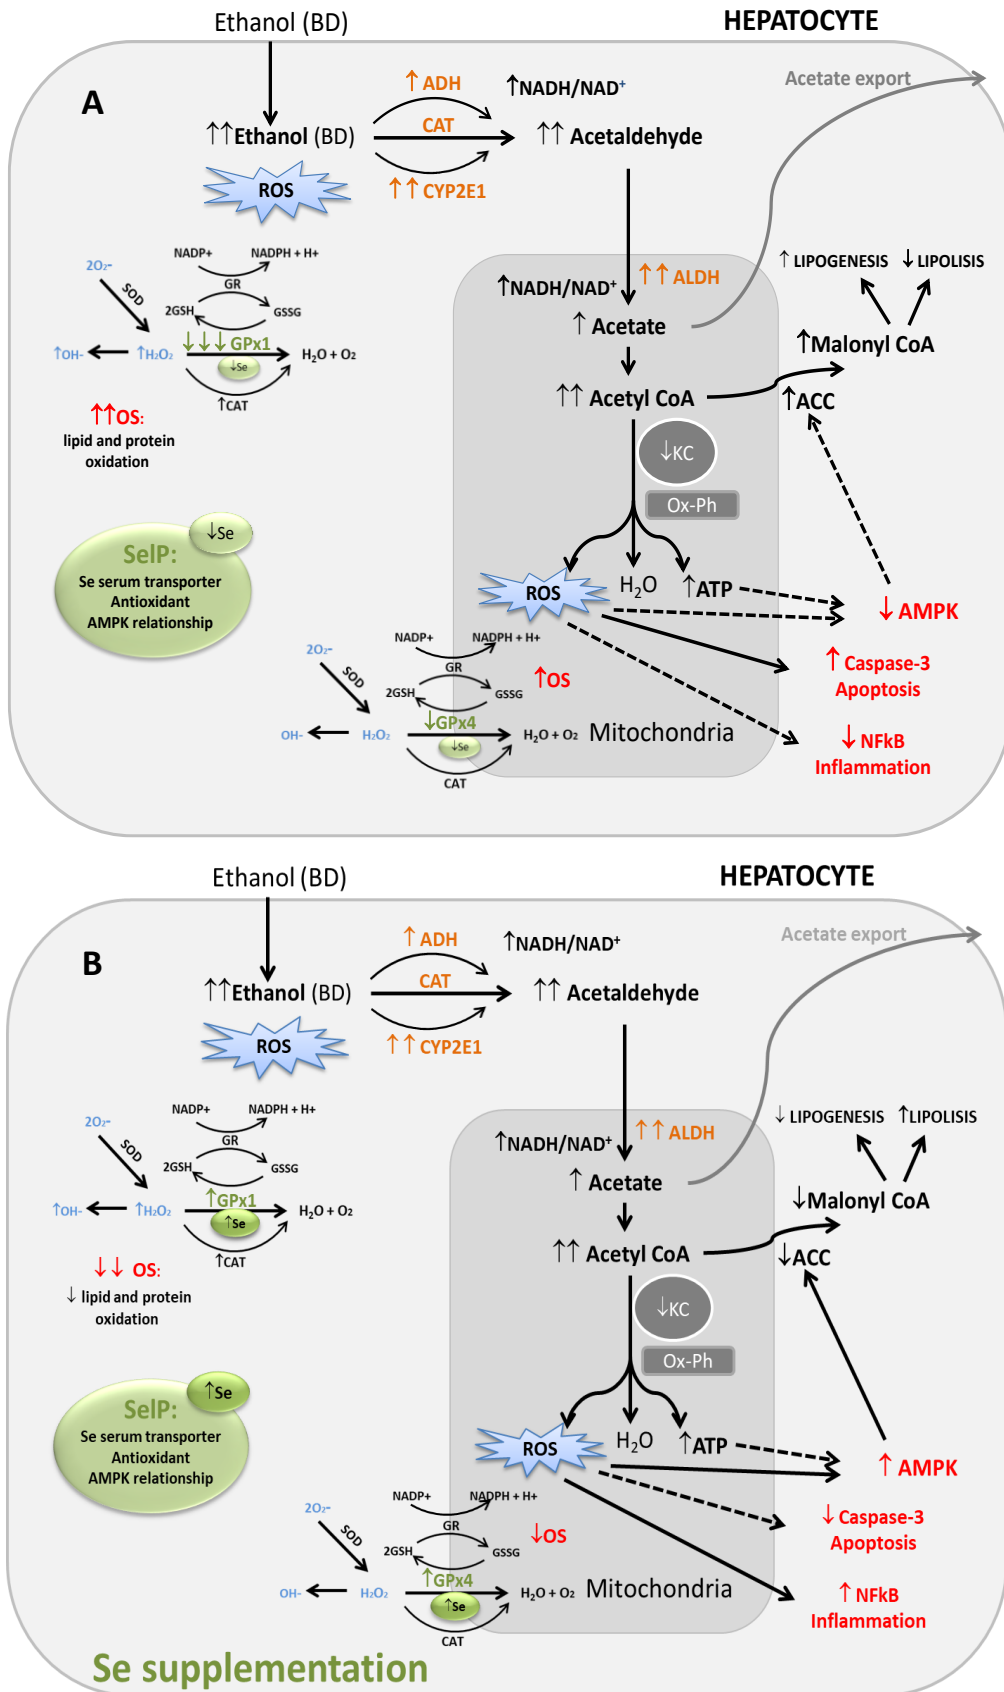 Ethanol (BD)
HEPATOCYTE
A
Acetate export
↑ ADH
↑NADH/NAD⁺
↑↑Ethanol (BD)
CAT
↑↑ Acetaldehyde
↑↑ CYP2E1
ROS
NADP+
NADPH + H+
GR
2O₂-
SOD
2GSH
GSSG
↓↓↓ GPx1
↑OH-
↑H₂O₂
H₂O + O₂
↓Se
↑CAT
↑↑OS:
lipid and protein
oxidation
↑NADH/NAD⁺
↑↑ ALDH
↑ Acetate
↑ LIPOGENESIS
↓LIPOLISIS
↑Malonyl CoA
↑↑ Acetyl CoA
↑ACC
↓KC
Ox-Ph
↓Se
SelP:
Se serum transporter
Antioxidant
AMPK relationship
ROS
H₂O
↑ATP
↓ AMPK
NADP+
NADPH + H+
GR
2O₂-
SOD
2GSH
GSSG
↑OS
↑ Caspase-3
Apoptosis
↓GPx4
OH-
H₂O₂
H₂O + O₂
Mitochondria
↓Se
CAT
↓ NFkB
Inflammation
Ethanol (BD)
HEPATOCYTE
B
Acetate export
↑ ADH
↑NADH/NAD⁺
↑↑Ethanol (BD)
CAT
↑↑ Acetaldehyde
↑↑ CYP2E1
ROS
NADP+
NADPH + H+
GR
2O₂-
SOD
2GSH
GSSG
↑GPx1
↑OH-
↑H₂O₂
H₂O + O₂
↑Se
↑CAT
↓↓ OS:
↓ lipid and protein
oxidation
↑NADH/NAD⁺
↑↑ ALDH
↑ Acetate
↓ LIPOGENESIS
↑LIPOLISIS
↓Malonyl CoA
↑↑ Acetyl CoA
↓ACC
↓KC
Ox-Ph
↑Se
SelP:
Se serum transporter
Antioxidant
AMPK relationship
ROS
H₂O
↑ATP
↑ AMPK
NADP+
NADPH + H+
GR
2O₂-
SOD
2GSH
GSSG
↓OS
↓ Caspase-3
Apoptosis
↑GPx4
OH-
H₂O₂
H₂O + O₂
Mitochondria
↑Se
CAT
↑ NFkB
Inflammation
Se supplementation